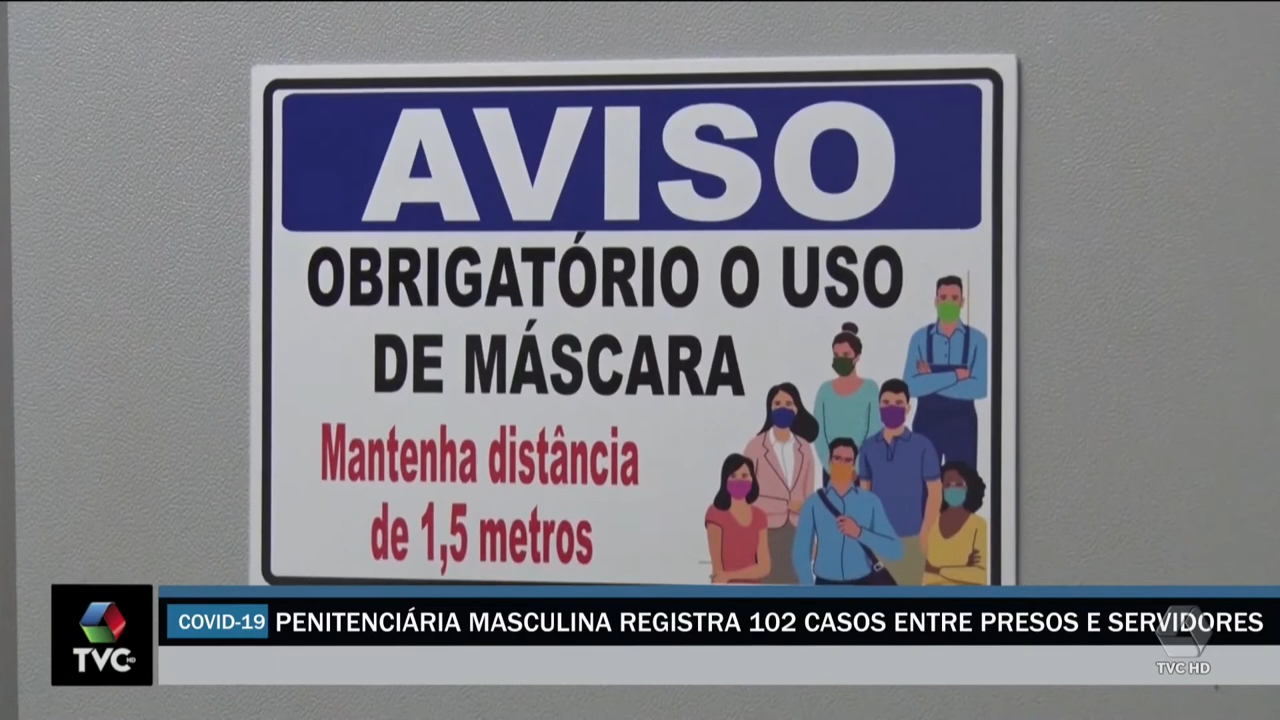 AVISO
OBRIGATÓRIO O USO
DE MÁSCARA
Mantenha distância
de 1,5 metros
COVID-19 PENITENCIÁRIA MASCULINA REGISTRA 102 CASOS ENTRE PRESOS E SERVIDORES
TVC HD
TVC HD